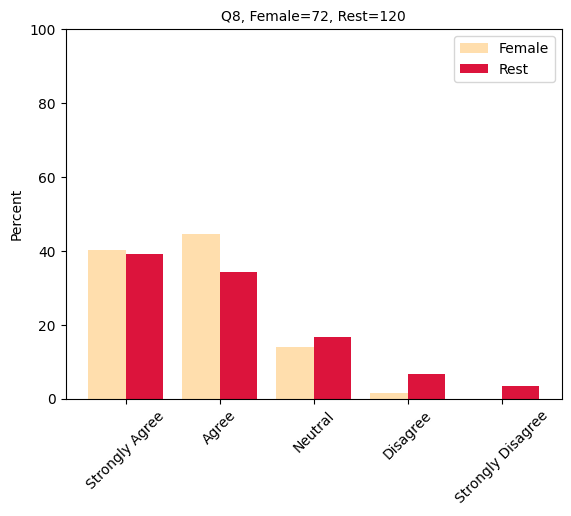 Q8, Female=72, Rest=120
100
80
60
40
20
0
Percent
Female
Rest
Strongly Agree
Agree
Neutral
Disagree
Strongly Disagree